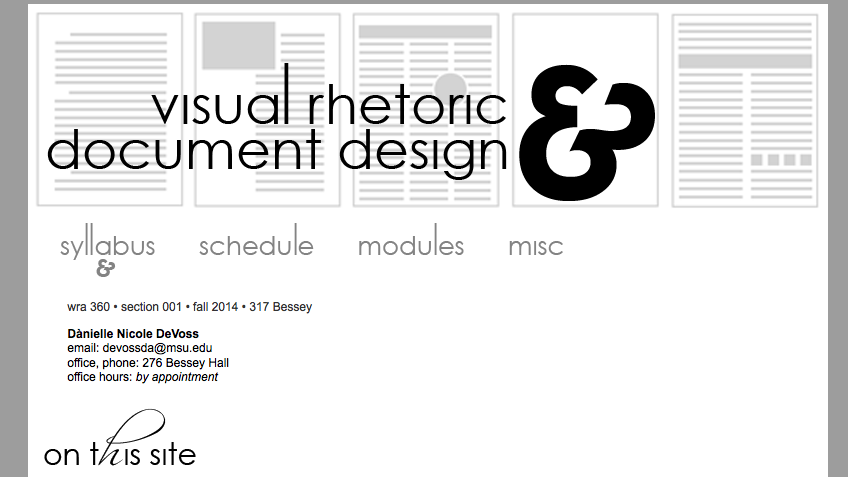 visual rhetoric &
document design
syllabus schedule modules misc
&
wra 360 • section 001 • fall 2014 • 317 Bessey
Dànielle Nicole DeVoss
email: devossda@msu.edu
office, phone: 276 Bessey Hall
office hours: by appointment
on this site